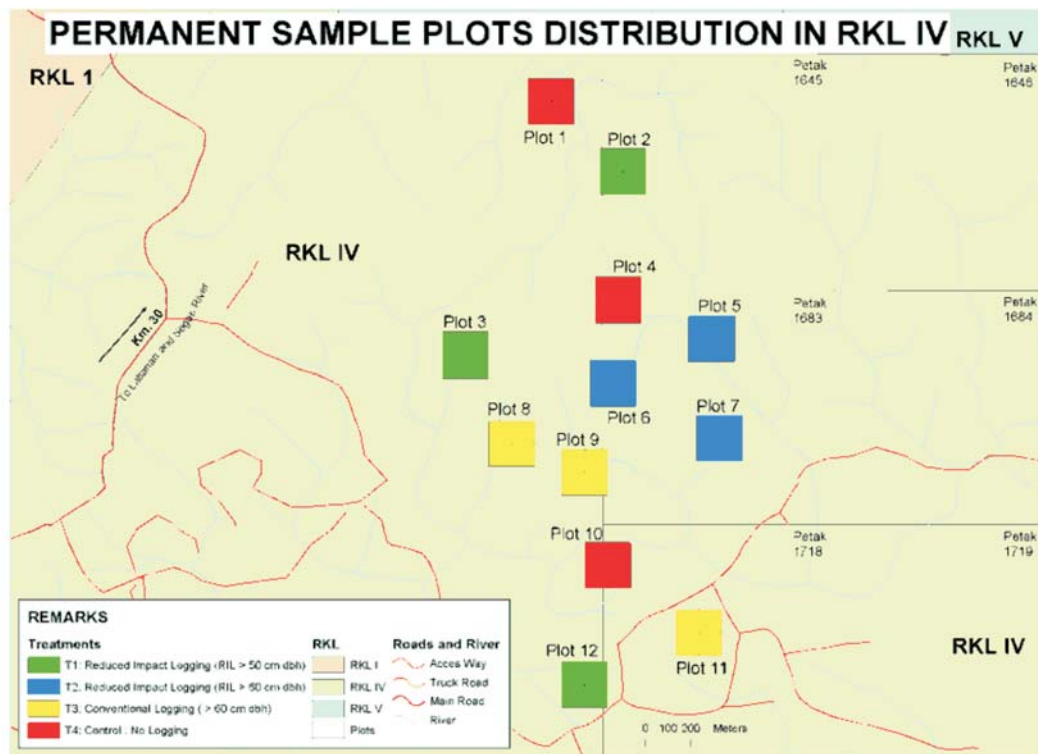 PERMANENT SAMPLE PLOTS DISTRIBUTION IN RKL IV
RKL V
RKL 1
Petak
1645
Petak
1646
Plot 1
Plot 2
RKL IV
Plot 4
Plot 5
Petak
1683
Petak
1684
Km. 30
Plot 3
Plot 6
Plot 7
Plot 8
Plot 9
Plot 10
Petak
1718
Petak
1719
Plot 11
Plot 12
RKL IV
0 100 200 Meters
REMARKS
Treatments
T1: Reduced Impact Logging (RIL > 50 cm dbh)
T2: Reduced Impact Logging (RIL > 60 cm dbh)
T3: Conventional Logging ( > 60 cm dbh)
T4: Control : No Logging
RKL
RKL I
RKL IV
RKL V
Plots
Roads and River
Acces Way
Truck Road
Main Road
River